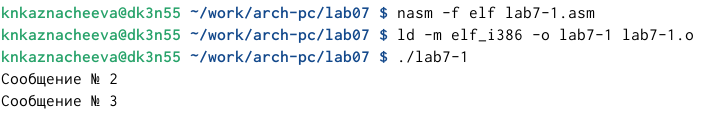 knkaznacheeva@dk3n55 ~/work/arch-pc/lab07 $ nasm -f elf lab7-1.asm
knkaznacheeva@dk3n55 ~/work/arch-pc/lab07 $ ld -m elf_i386 -o lab7-1 lab7-1.o
knkaznacheeva@dk3n55 ~/work/arch-pc/lab07 $ ./lab7-1
Сообщение № 2
Сообщение № 3